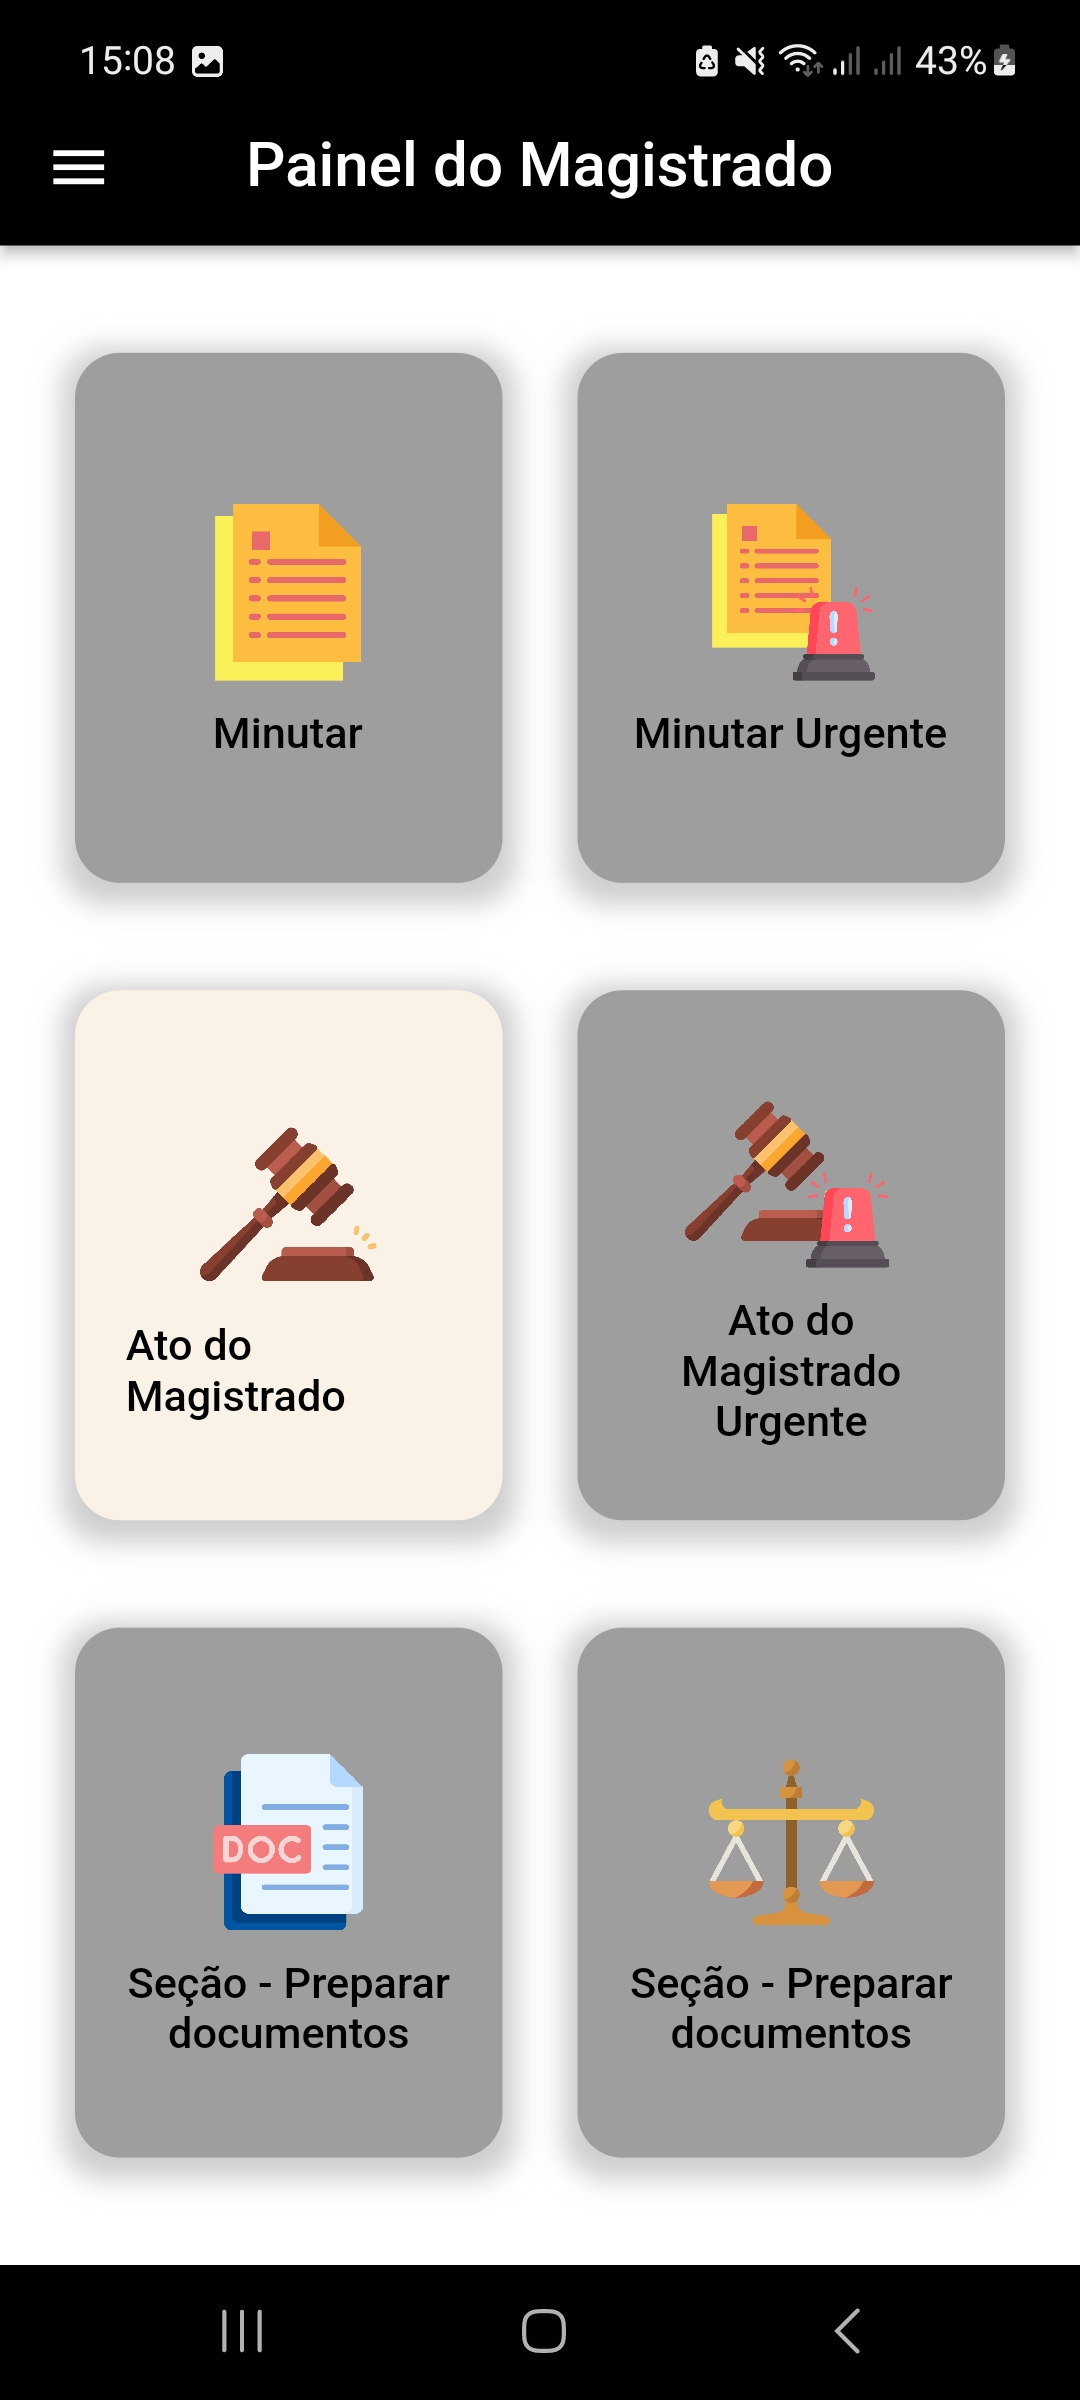 15:08
43%
Painel do Magistrado
Minutar
Minutar Urgente
Ato do
Magistrado
Ato do
Magistrado
Urgente
DOC
Seção - Preparar
documentos
Seção - Preparar
documentos